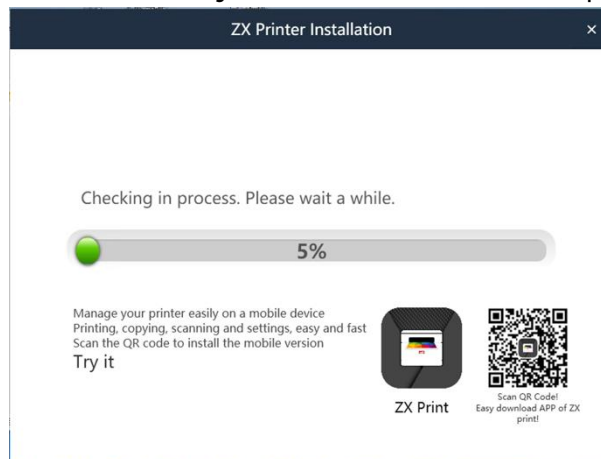 ZX Printer Installation
×
Checking in process. Please wait a while.
5%
Manage your printer easily on a mobile device
Printing, copying, scanning and settings, easy and fast
Scan the QR code to install the mobile version
Try it
ZX Print
Scan QR Code!
Easy download APP of ZX
print!